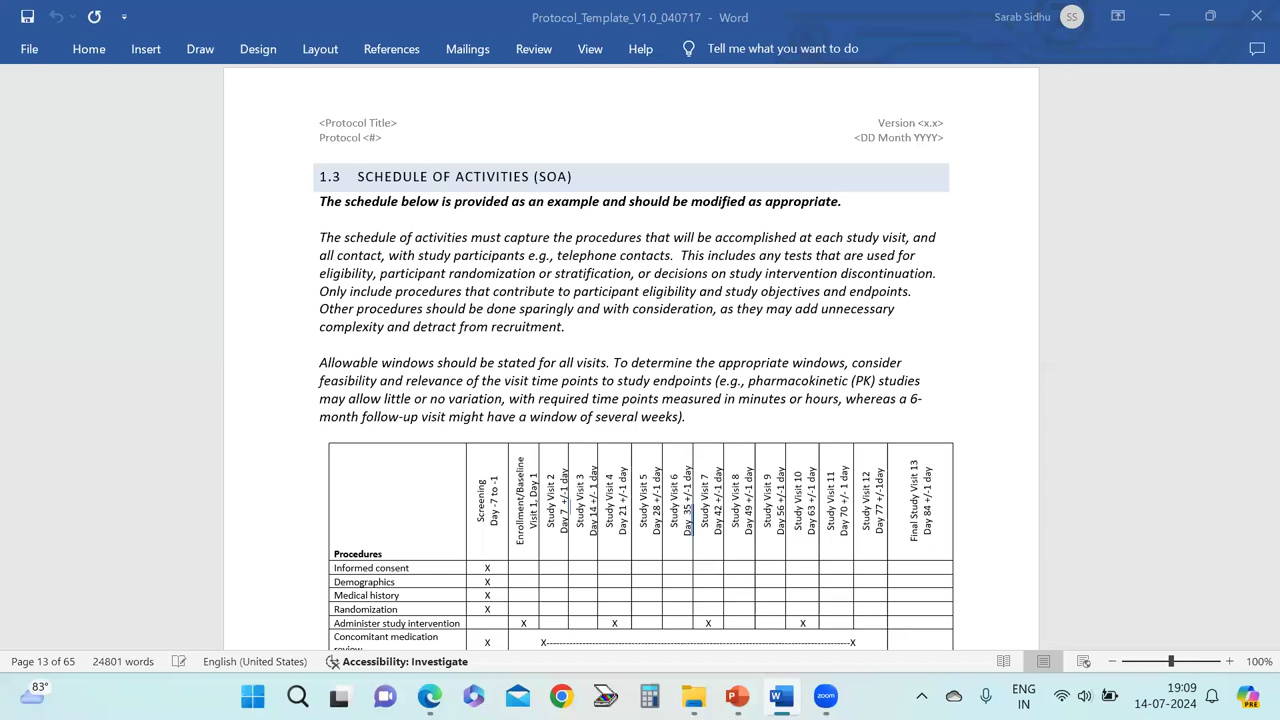 Protocol_Template_V1.0_040717 - Word
Sarab Sidhu SS
File Home Insert Draw Design Layout References Mailings Review View Help Tell me what you want to do
<Protocol Title> Version <x.x>
Protocol <#> <DD Month YYYY>
1.3 SCHEDULE OF ACTIVITIES (SOA)
The schedule below is provided as an example and should be modified as appropriate.
The schedule of activities must capture the procedures that will be accomplished at each study visit, and
all contact, with study participants e.g., telephone contacts. This includes any tests that are used for
eligibility, participant randomization or stratification, or decisions on study intervention discontinuation.
Only include procedures that contribute to participant eligibility and study objectives and endpoints.
Other procedures should be done sparingly and with consideration, as they may add unnecessary
complexity and detract from recruitment.
Allowable windows should be stated for all visits. To determine the appropriate windows, consider
feasibility and relevance of the visit time points to study endpoints (e.g., pharmacokinetic (PK) studies
may allow little or no variation, with required time points measured in minutes or hours, whereas a 6-
month follow-up visit might have a window of several weeks).
Procedures
Screening
Day -7 to -1
Enrollment/Baseline
Visit 1, Day 1
Study Visit 2
Day 7 +/-1 day
Study Visit 3
Day 14 +/- 1 day
Study Visit 4
Day 21 +/-1 day
Study Visit 5
Day 28 +/-1 day
Study Visit 6
Day 35 +/-1 day
Study Visit 7
Day 42 +/-1 day
Study Visit 8
Day 49 +/-1 day
Study Visit 9
Day 56 +/-1 day
Study Visit 10
Day 63 +/-1 day
Study Visit 11
Day 70 +/- 1 day
Study Visit 12
Day 77 +/-1day
Final Study Visit 13
Day 84 +/-1 day
Informed consent X
Demographics X
Medical history X
Randomization X
Administer study intervention X X X X
Concomitant medication
review X X---X
Page 13 of 65 24801 words English (United States) Accessibility: Investigate 100%
83° zoom ENG 19:09
IN 14-07-2024 PRE